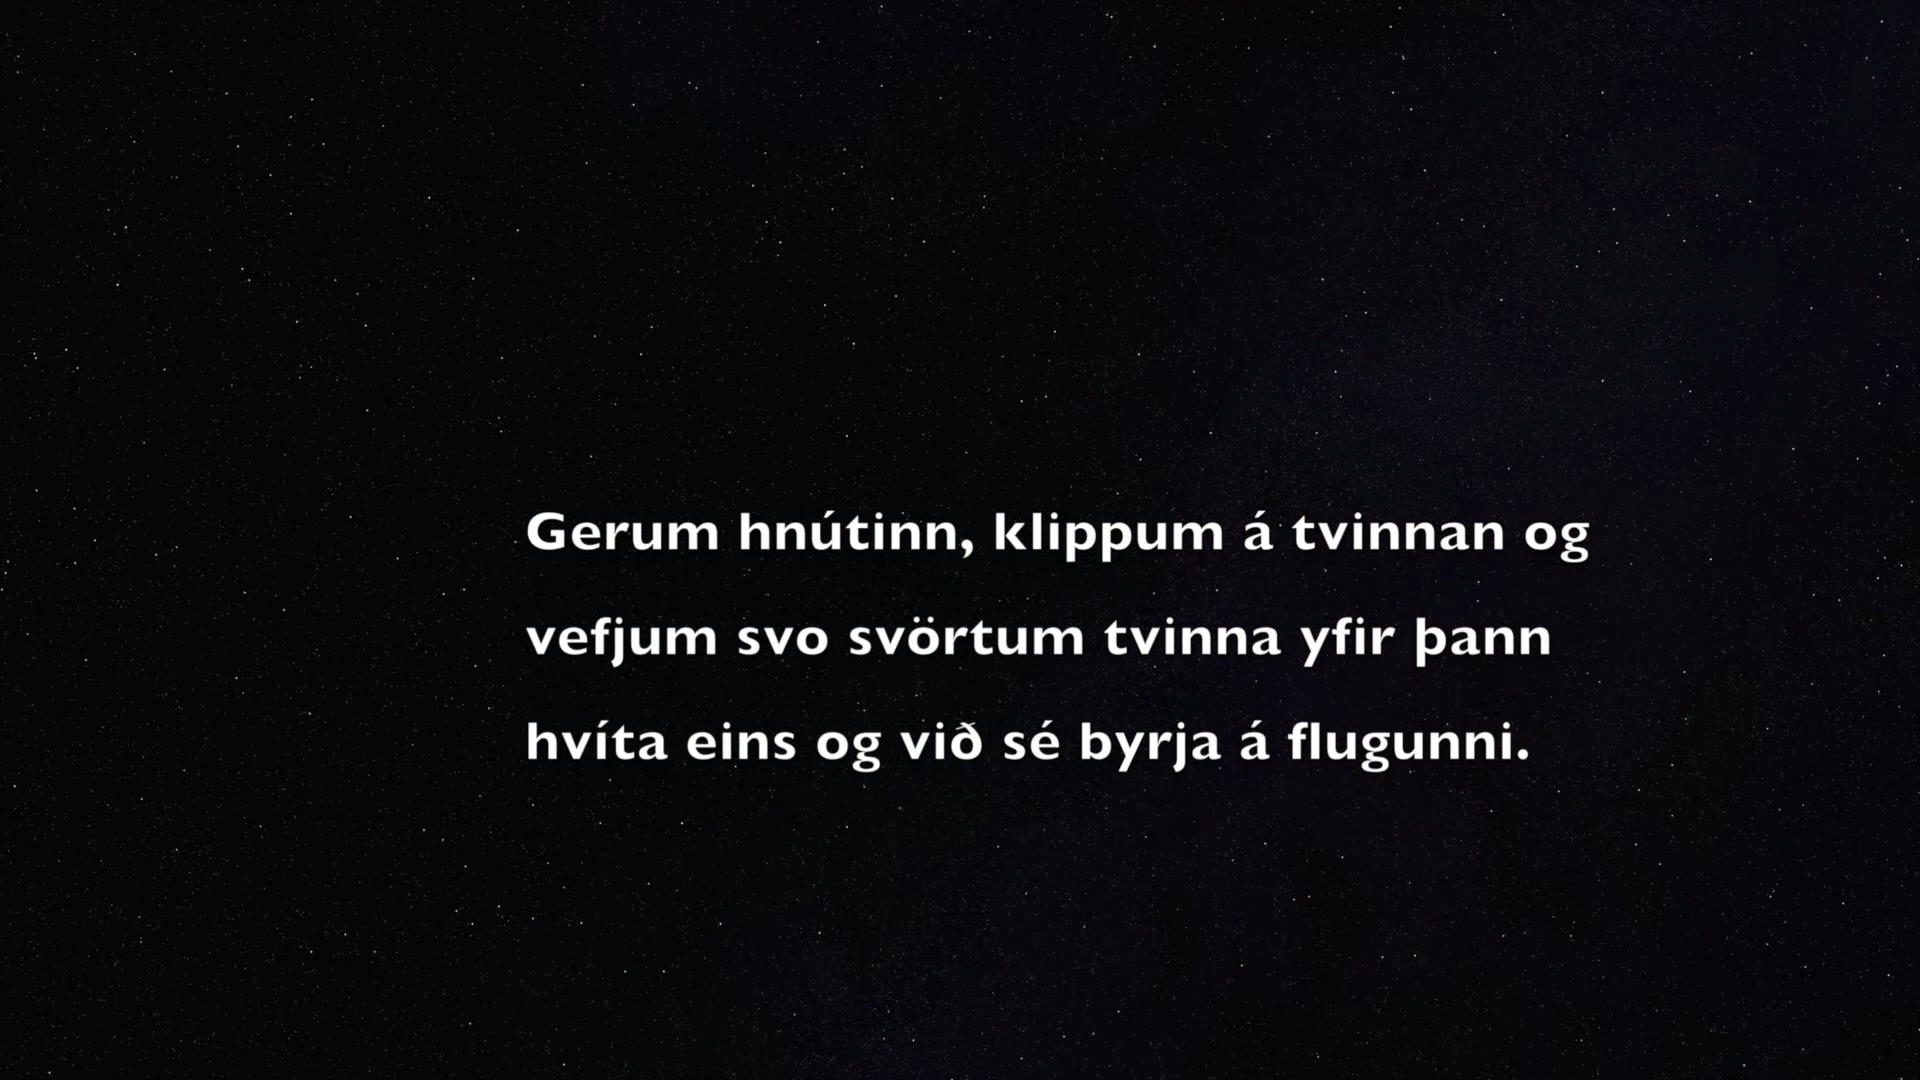 Gerum hnútinn, klippum á tvinnan og
vefjum svo svörtum tvinna yfir þann
hvíta eins og við sé byrja á flugunni.